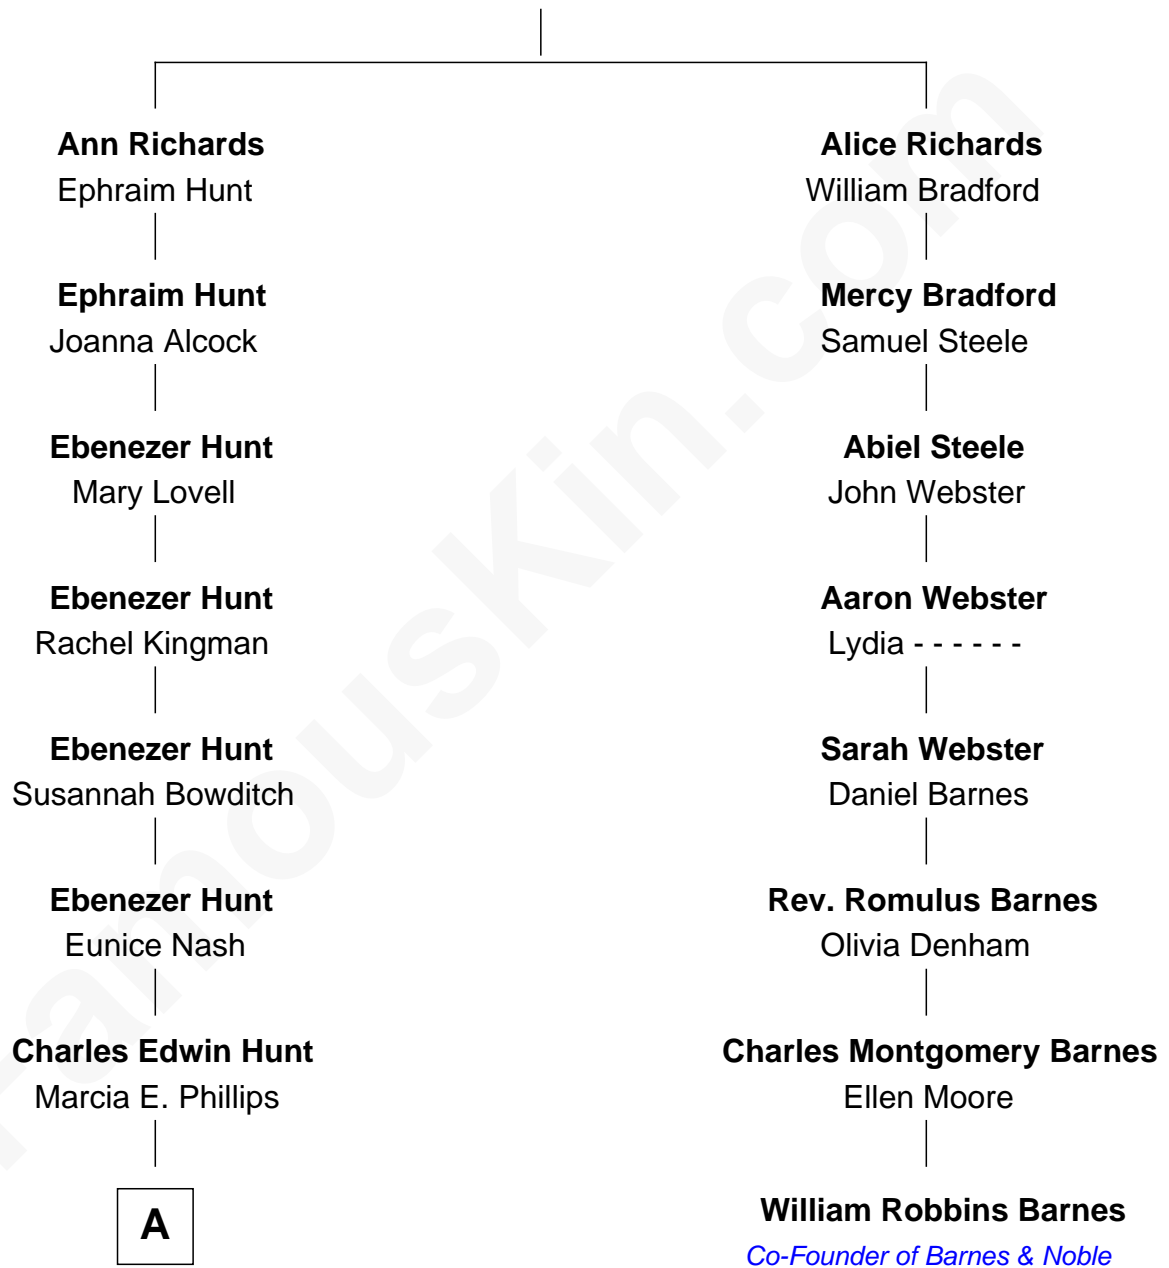 Ann Richards
Ephraim Hunt
Ephraim Hunt
Joanna Alcock
Ebenezer Hunt
Mary Lovell
Ebenezer Hunt
Rachel Kingman
Ebenezer Hunt
Susannah Bowditch
Ebenezer Hunt
Eunice Nash
Charles Edwin Hunt
Marcia E. Phillips
A
Alice Richards
William Bradford
Mercy Bradford
Samuel Steele
Abiel Steele
John Webster
Aaron Webster
Lydia - - - - - -
Sarah Webster
Daniel Barnes
Rev. Romulus Barnes
Olivia Denham
Charles Montgomery Barnes
Ellen Moore
William Robbins Barnes
Co-Founder of Barnes & Noble
FamousKin.com